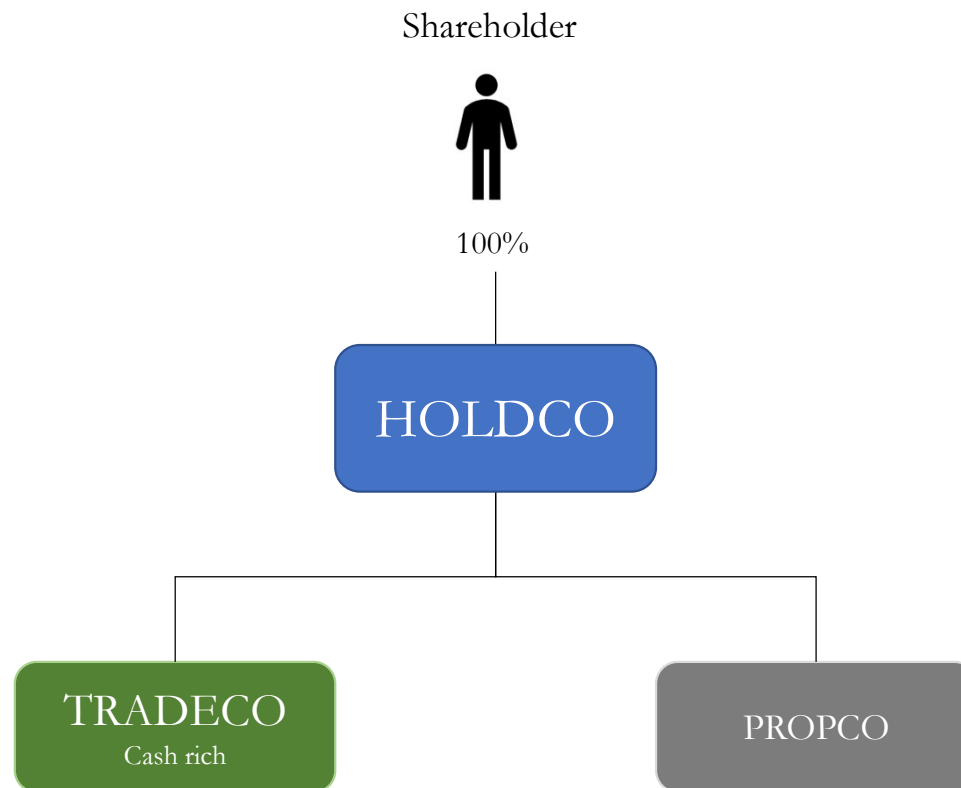 Shareholder
100%
HOLDCO
TRADECO
Cash rich
PROPCO